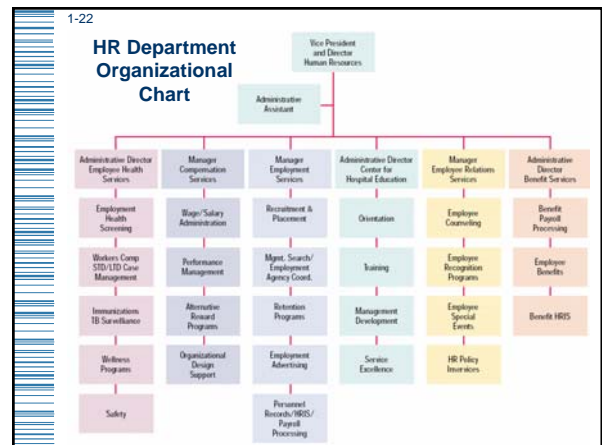 1-22
HR Department
Organizational
Chart
Vice President
and Director
Human Resources
Administrative
Assistant
Administrative Director
Employee Health
Services
Employment
Health
Screening
Workers Comp
STD/LTD Case
Management
Immunizations
TB Surveillance
Wellness
Programs
Safety
Manager
Compensation
Services
Wage/Salary
Administration
Performance
Management
Alternative
Reward
Programs
Organizational
Design
Support
Manager
Employment
Services
Recruitment &
Placement
Mgmt. Search/
Employment
Agency Coord.
Retention
Programs
Employment
Advertising
Personnel
Records/HRIS/
Payroll
Processing
Administrative Director
Center for
Hospital Education
Orientation
Training
Management
Development
Service
Excellence
Manager
Employee Relations
Services
Employee
Counseling
Employee
Recognition
Programs
Employee
Special
Events
HR Policy
Inservices
Administrative
Director
Benefit Services
Benefit
Payroll
Processing
Employee
Benefits
Benefit HRIS